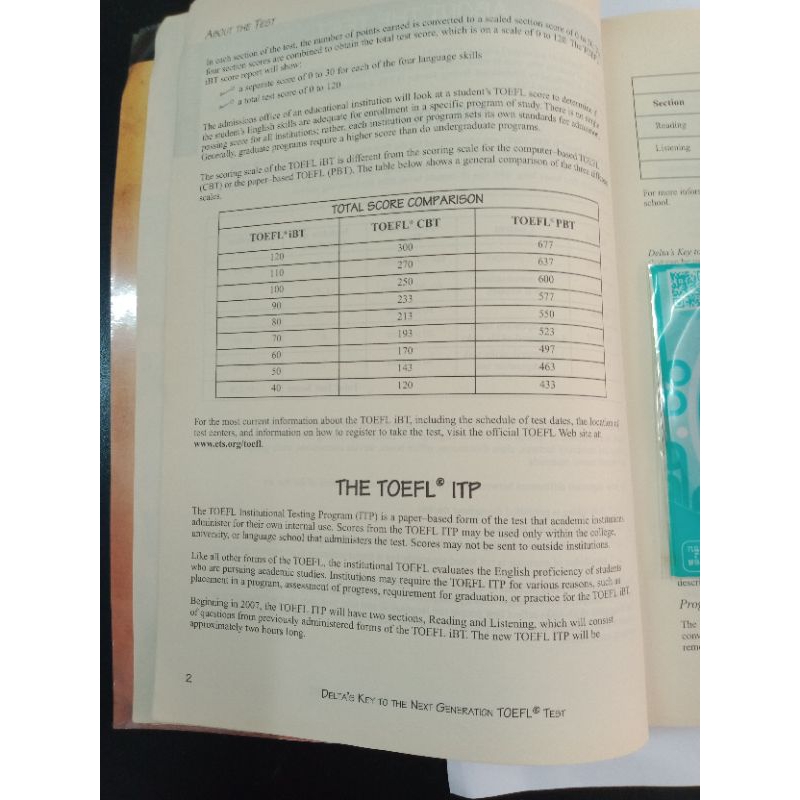 ABOUT THE TEST
In each section of the test, the number of points earned is converted to a scaled section score of 0 to 30. The
four section scores are combined to obtain the total test score, which is on a scale of 0 to 120. The TOEFL
iBT score report will show:
a separate score of 0 to 30 for each of the four language skills
a total test score of 0 to 120
The admissions office of an educational institution will look at a student's TOEFL score to determine if
the student's English skills are adequate for enrollment in a specific program of study. There is no single
passing score for all institutions; rather, each institution or program sets its own standards for admission.
Generally, graduate programs require a higher score than do undergraduate programs.
The scoring scale of the TOEFL iBT is different from the scoring scale for the computer-based TOEFL
(CBT) or the paper-based TOEFL (PBT). The table below shows a general comparison of the three different
scales.
TOTAL SCORE COMPARISON
TOEFL® iBT TOEFL® CBT TOEFL® PBT
120 300 677
110 270 637
100 250 600
90 233 577
80 213 550
70 193 523
60 170 497
50 143 463
40 120 433
For the most current information about the TOEFL iBT, including the schedule of test dates, the location of
test centers, and information on how to register to take the test, visit the official TOEFL Web site at
www.ets.org/toefl.
THE TOEFL® ITP
The TOEFL Institutional Testing Program (ITP) is a paper-based form of the test that academic institutions
administer for their own internal use. Scores from the TOEFL ITP may be used only within the college,
university, or language school that administers the test. Scores may not be sent to outside institutions.
Like all other forms of the TOEFL, the institutional TOEFL evaluates the English proficiency of students
who are pursuing academic studies. Institutions may require the TOEFL ITP for various reasons, such as
placement in a program, assessment of progress, requirement for graduation, or practice for the TOEFL iBT.
Beginning in 2007, the TOEFL ITP will have two sections, Reading and Listening, which will consist
of questions from previously administered forms of the TOEFL iBT. The new TOEFL ITP will be
approximately two hours long.
2
DELTA'S KEY TO THE NEXT GENERATION TOEFL® TEST
Section
Reading
Listening
For more
school.
Delta's Key to
The